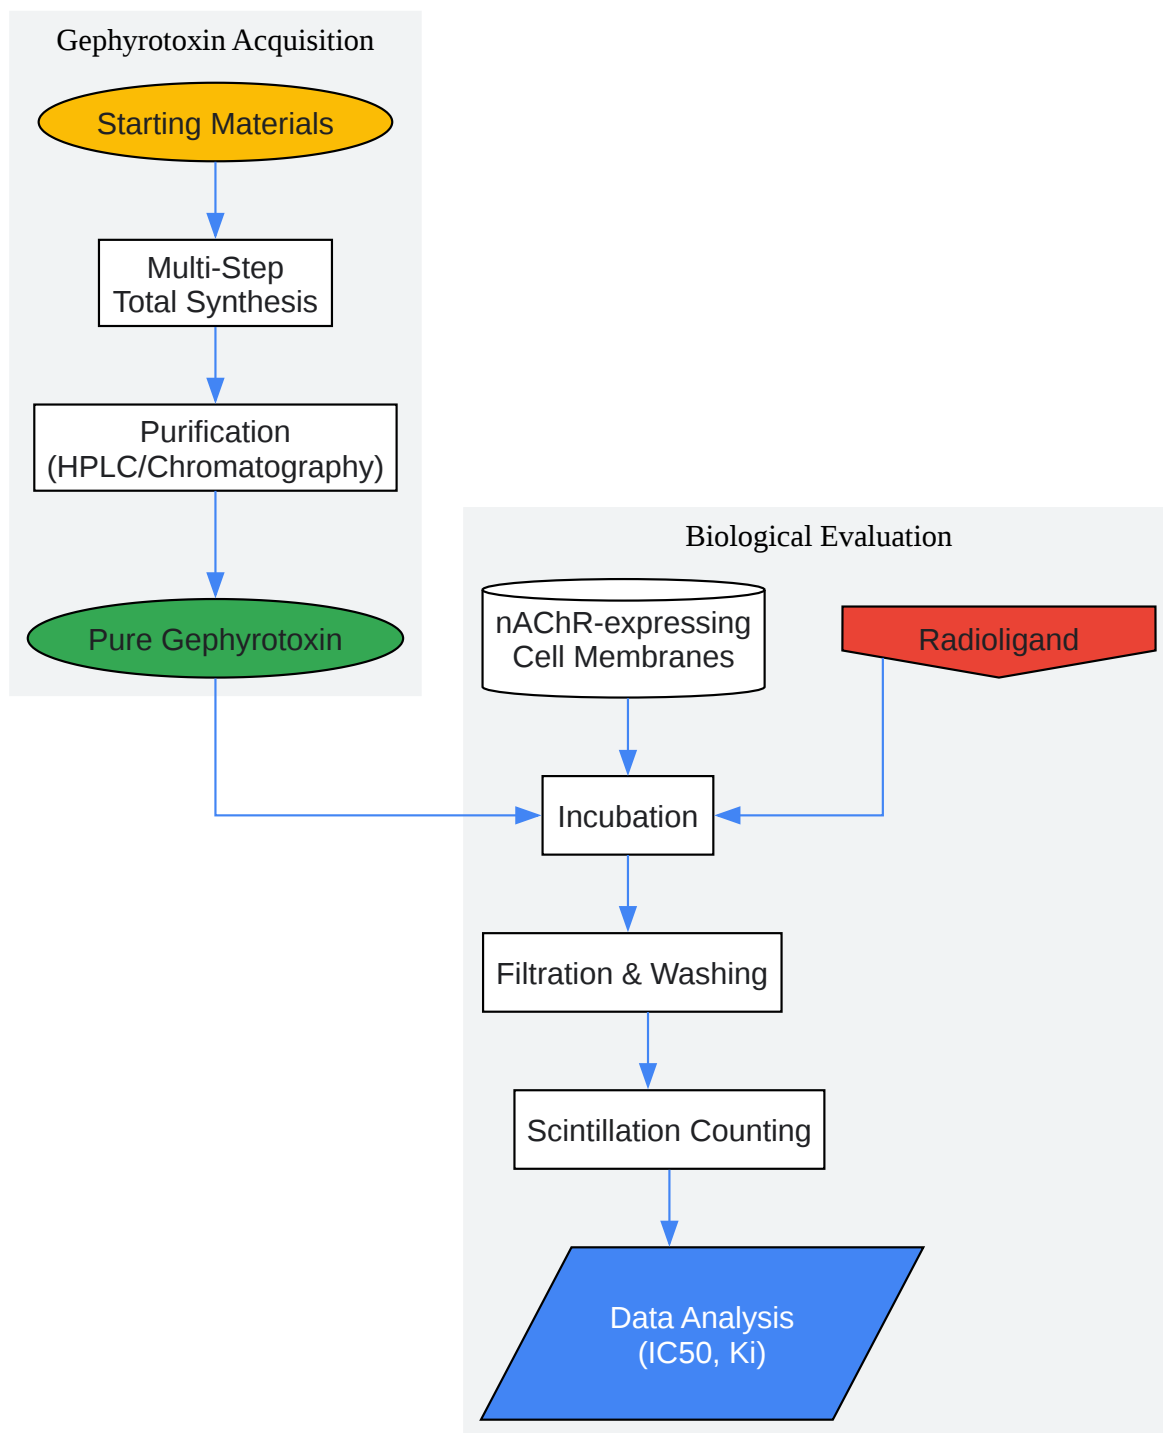 Gephyrotoxin Acquisition
Starting Materials
Multi-Step
Total Synthesis
Purification
(HPLC/Chromatography)
Pure Gephyrotoxin
Biological Evaluation
nAChR-expressing
Cell Membranes
Radioligand
Incubation
Filtration & Washing
Scintillation Counting
Data Analysis
(IC50, Ki)